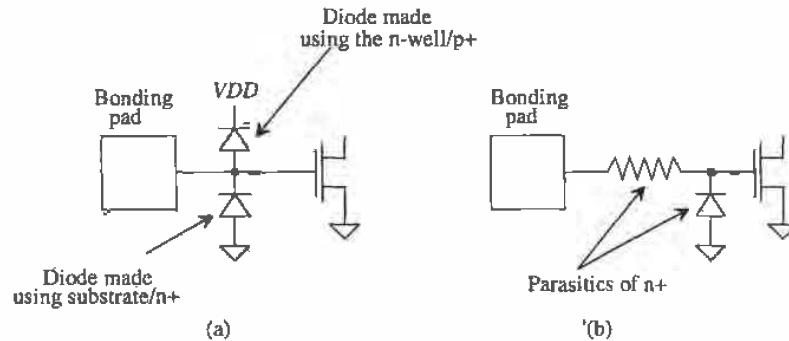 Diode made
using the n-well/p+
Bonding
pad
VDD
Diode made
using substrate/n+
(a)
Bonding
pad
Parasitics of n+
'(b)